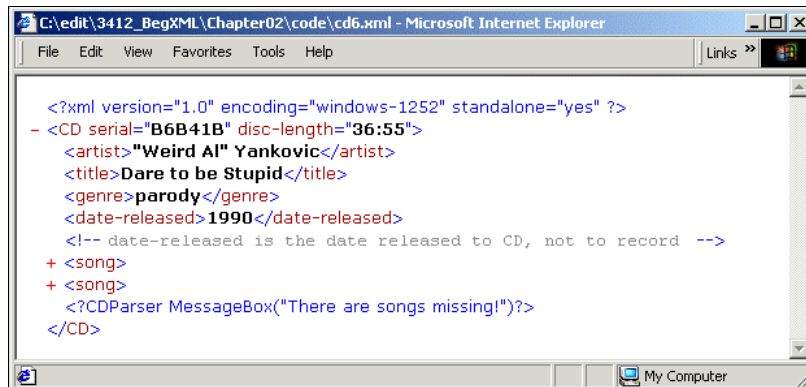 C:\edit\3412_BegXML\Chapter02\code\cd6.xml - Microsoft Internet Explorer
File Edit View Favorites Tools Help Links »
<?xml version="1.0" encoding="windows-1252" standalone="yes" ?>
- <CD serial="B6B41B" disc-length="36:55">
<artist>"Weird Al" Yankovic</artist>
<title>Dare to be Stupid</title>
<genre>parody</genre>
<date-released>1990</date-released>
<!-- date-released is the date released to CD, not to record -->
+ <song>
+ <song>
<?CDParser MessageBox("There are songs missing!")?>
</CD>
My Computer